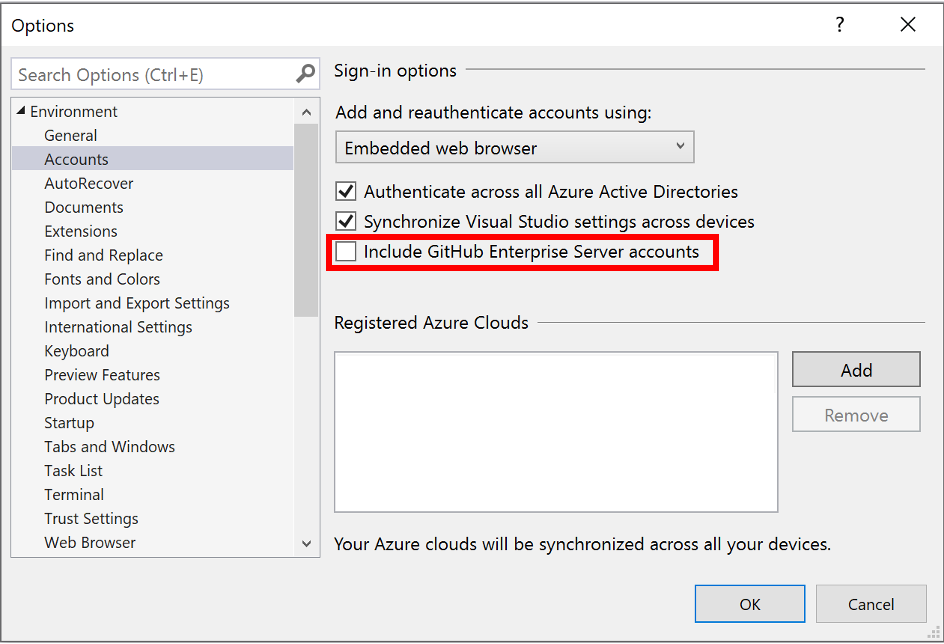 Options
?
Search Options (Ctrl+E)
Environment
General
Accounts
AutoRecover
Documents
Extensions
Find and Replace
Fonts and Colors
Import and Export Settings
International Settings
Keyboard
Preview Features
Product Updates
Startup
Tabs and Windows
Task List
Terminal
Trust Settings
Web Browser
Sign-in options
Add and reauthenticate accounts using:
Embedded web browser
Authenticate across all Azure Active Directories
Synchronize Visual Studio settings across devices
Include GitHub Enterprise Server accounts
Registered Azure Clouds
Add
Remove
Your Azure clouds will be synchronized across all your devices.
OK
Cancel